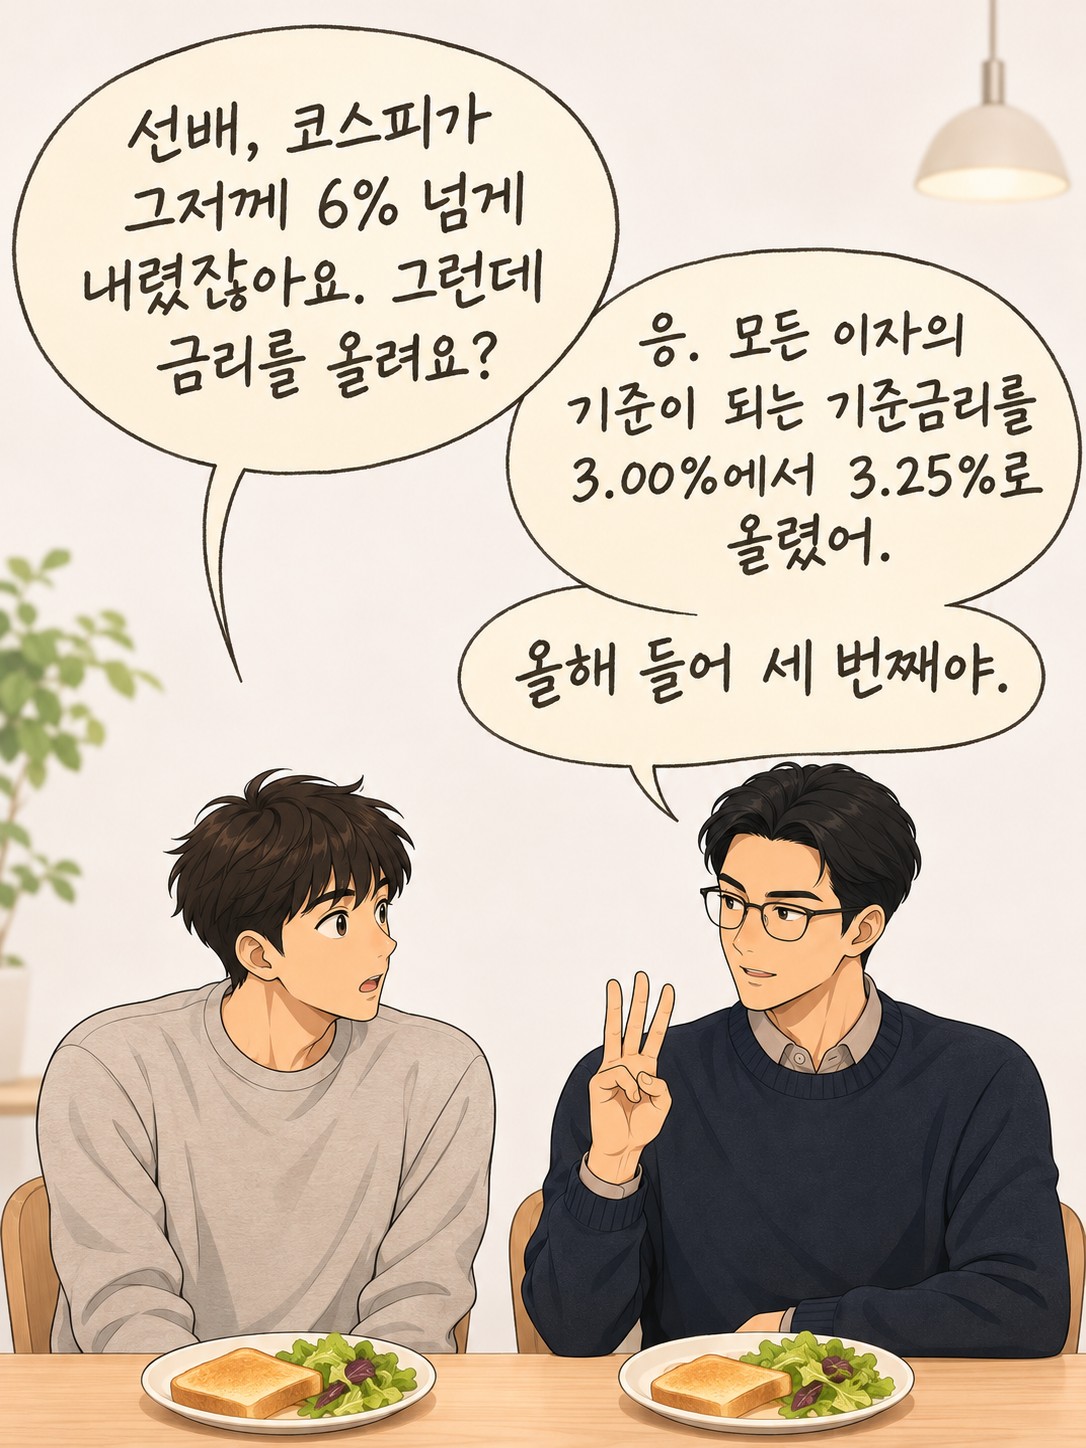 선배, 코스피가
그저께 6% 넘게
내렸잖아요. 그런데
금리를 올려요?
응. 모든 이자의
기준이 되는 기준금리를
3.00%에서 3.25%로
올렸어.
올해 들어 세 번째야.